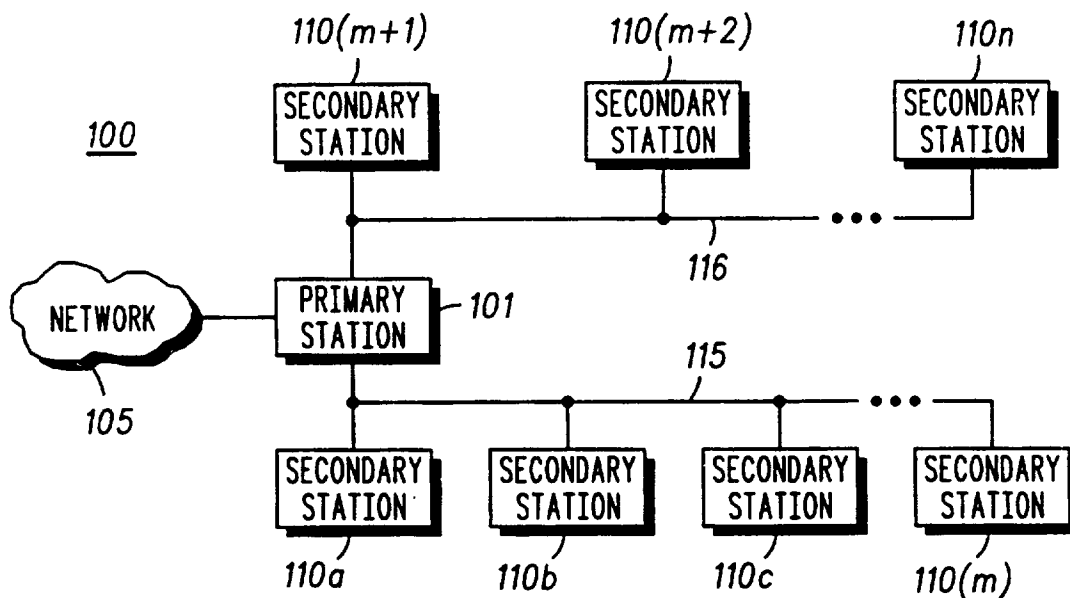 110(m+1)
110(m+2)
110n
SECONDARY
STATION
SECONDARY
STATION
SECONDARY
STATION
100
116
NETWORK
105
PRIMARY
STATION
101
115
SECONDARY
STATION
SECONDARY
STATION
SECONDARY
STATION
SECONDARY
STATION
110a
110b
110c
110(m)